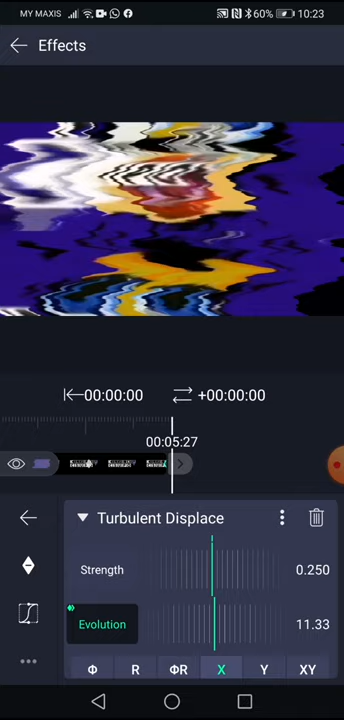 MY MAXIS 60% 10:23
Effects
00:00:00 +00:00:00
00:05:27
Turbulent Displace
Strength 0.250
Evolution 11.33
Φ R ΦR X Y XY